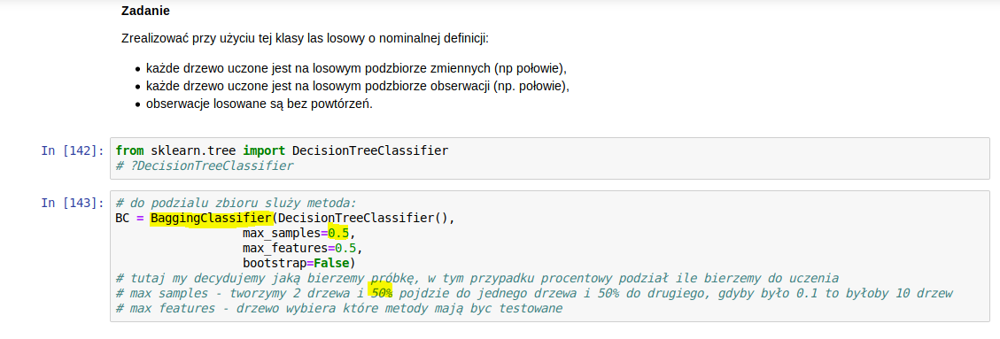 Zadanie
Zrealizować przy użyciu tej klasy las losowy o nominalnej definicji:
• każde drzewo uczone jest na losowym podzbiorze zmiennych (np połowie),
• każde drzewo uczone jest na losowym podzbiorze obserwacji (np. połowie),
• obserwacje losowane są bez powtórzeń.
In [142]: from sklearn.tree import DecisionTreeClassifier
# ?DecisionTreeClassifier
In [143]: # do podzialu zbioru sluży metoda:
BC = BaggingClassifier(DecisionTreeClassifier(),
max_samples=0.5,
max_features=0.5,
bootstrap=False)
# tutaj my decydujemy jaką bierzemy próbkę, w tym przypadku procentowy podział ile bierzemy do uczenia
# max samples - tworzymy 2 drzewa i 50% pojdzie do jednego drzewa i 50% do drugiego, gdyby było 0.1 to byłoby 10 drzew
# max features - drzewo wybiera które metody mają byc testowane